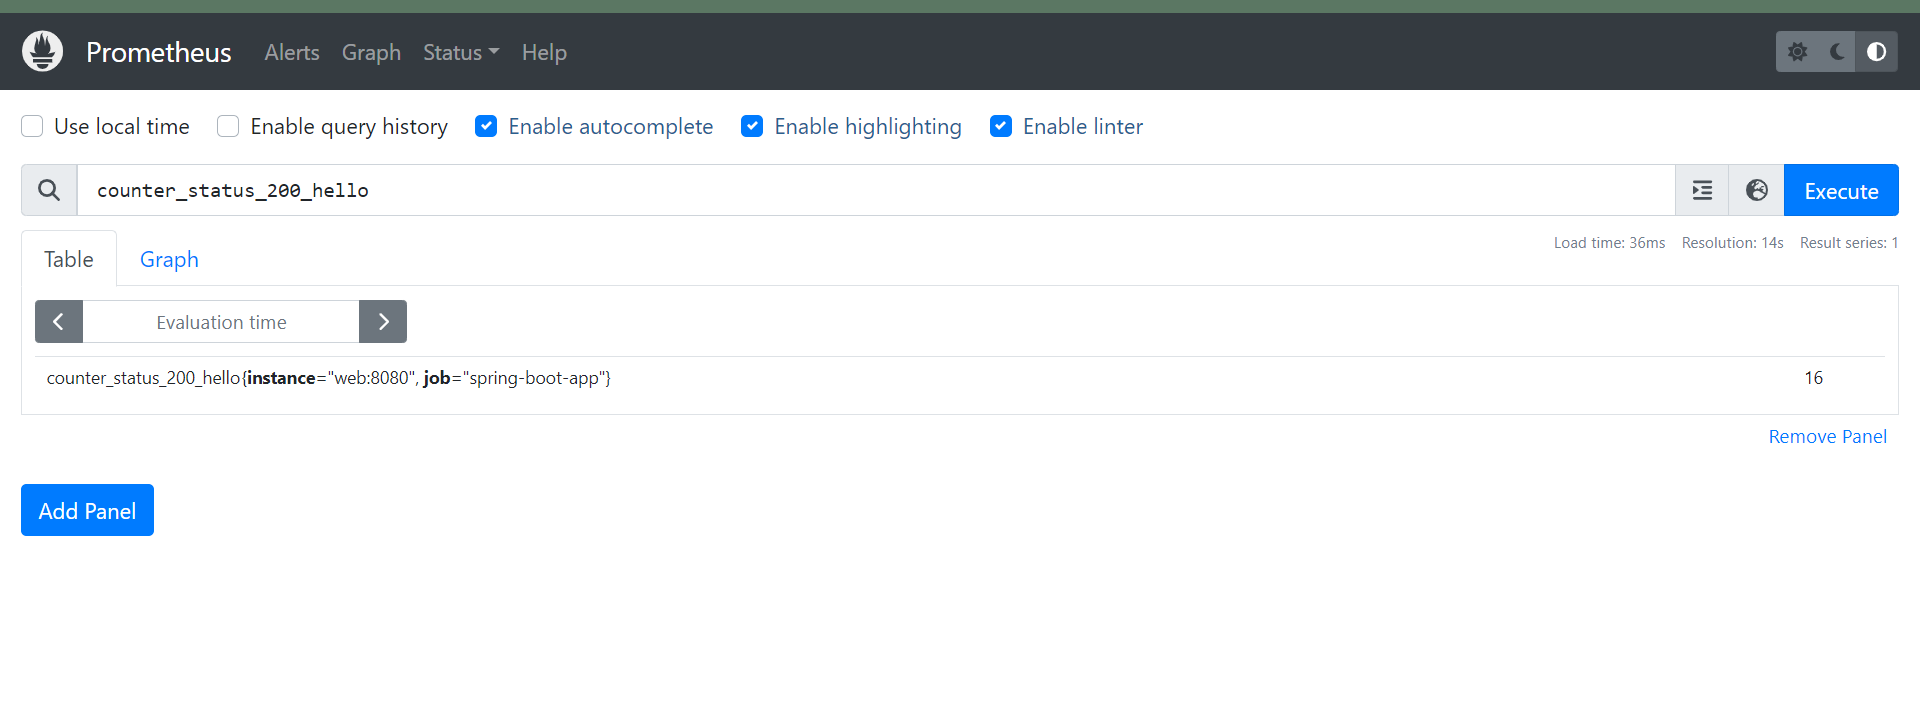 Prometheus Alerts Graph Status Help
Use local time Enable query history Enable autocomplete Enable highlighting Enable linter
counter_status_200_hello Execute
Table Graph Load time: 36ms Resolution: 14s Result series: 1
Evaluation time
counter_status_200_hello{instance="web:8080", job="spring-boot-app"} 16
Remove Panel
Add Panel